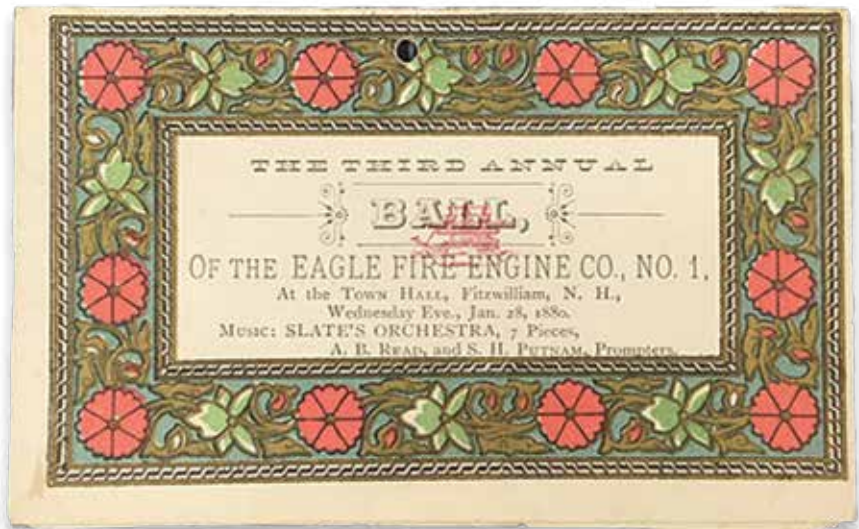 THE THIRD ANNUAL
BALL,
OF THE EAGLE FIRE ENGINE CO., NO. 1,
At the TOWN HALL, Fitzwilliam, N. H.,
Wednesday Eve., Jan. 28, 1880.
MUSIC: SLATE'S ORCHESTRA, 7 Pieces,
A. B. READ, and S. H. PUTNAM, Prompters.